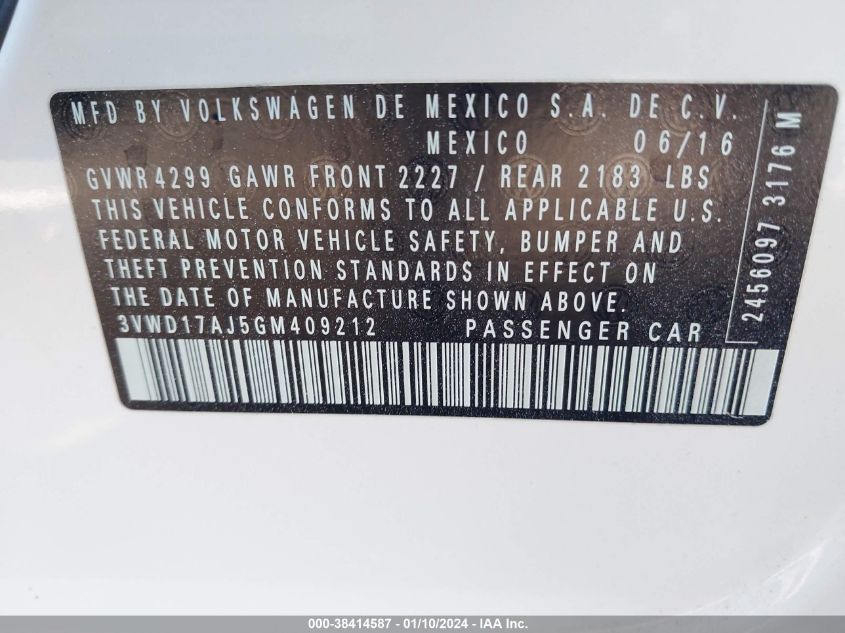 MFD BY VOLKSWAGEN DE MEXICO S.A. DE C.V.
MEXICO 06/16
GVWR 4299 GAWR FRONT 2227 / REAR 2183 LBS
THIS VEHICLE CONFORMS TO ALL APPLICABLE U.S.
FEDERAL MOTOR VEHICLE SAFETY, BUMPER AND
THEFT PREVENTION STANDARDS IN EFFECT ON
THE DATE OF MANUFACTURE SHOWN ABOVE.
3VWD17AJ5GM409212 PASSENGER CAR
2456097 3176 M
000-38414587 - 01/10/2024 - IAA Inc.